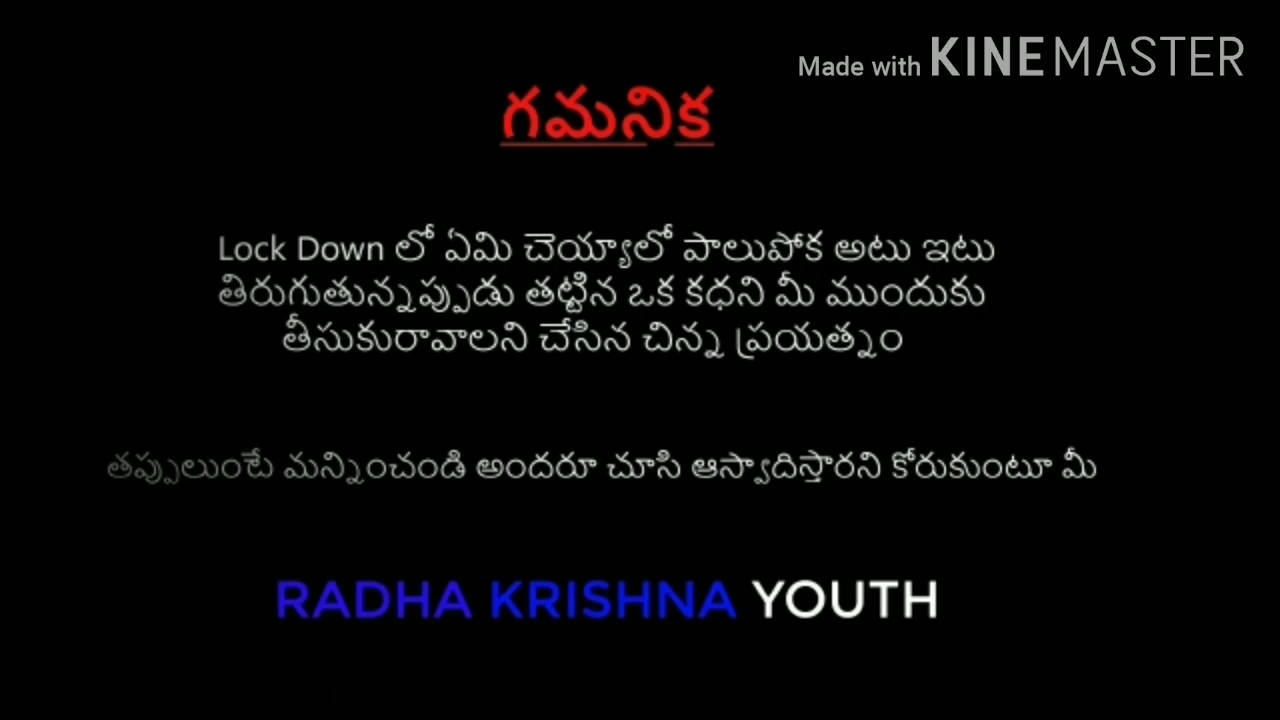 Made with KINEMASTER
గమనిక
Lock Down లో ఏమి చెయ్యాలో పాలుపోక అటు ఇటు
తిరుగుతున్నప్పుడు తట్టిన ఒక కధని మీ ముందుకు
తీసుకురావాలని చేసిన చిన్న ప్రయత్నం
తప్పులుంటే మన్నించండి అందరూ చూసి ఆస్వాదిస్తారని కోరుకుంటూ మీ
RADHA KRISHNA YOUTH